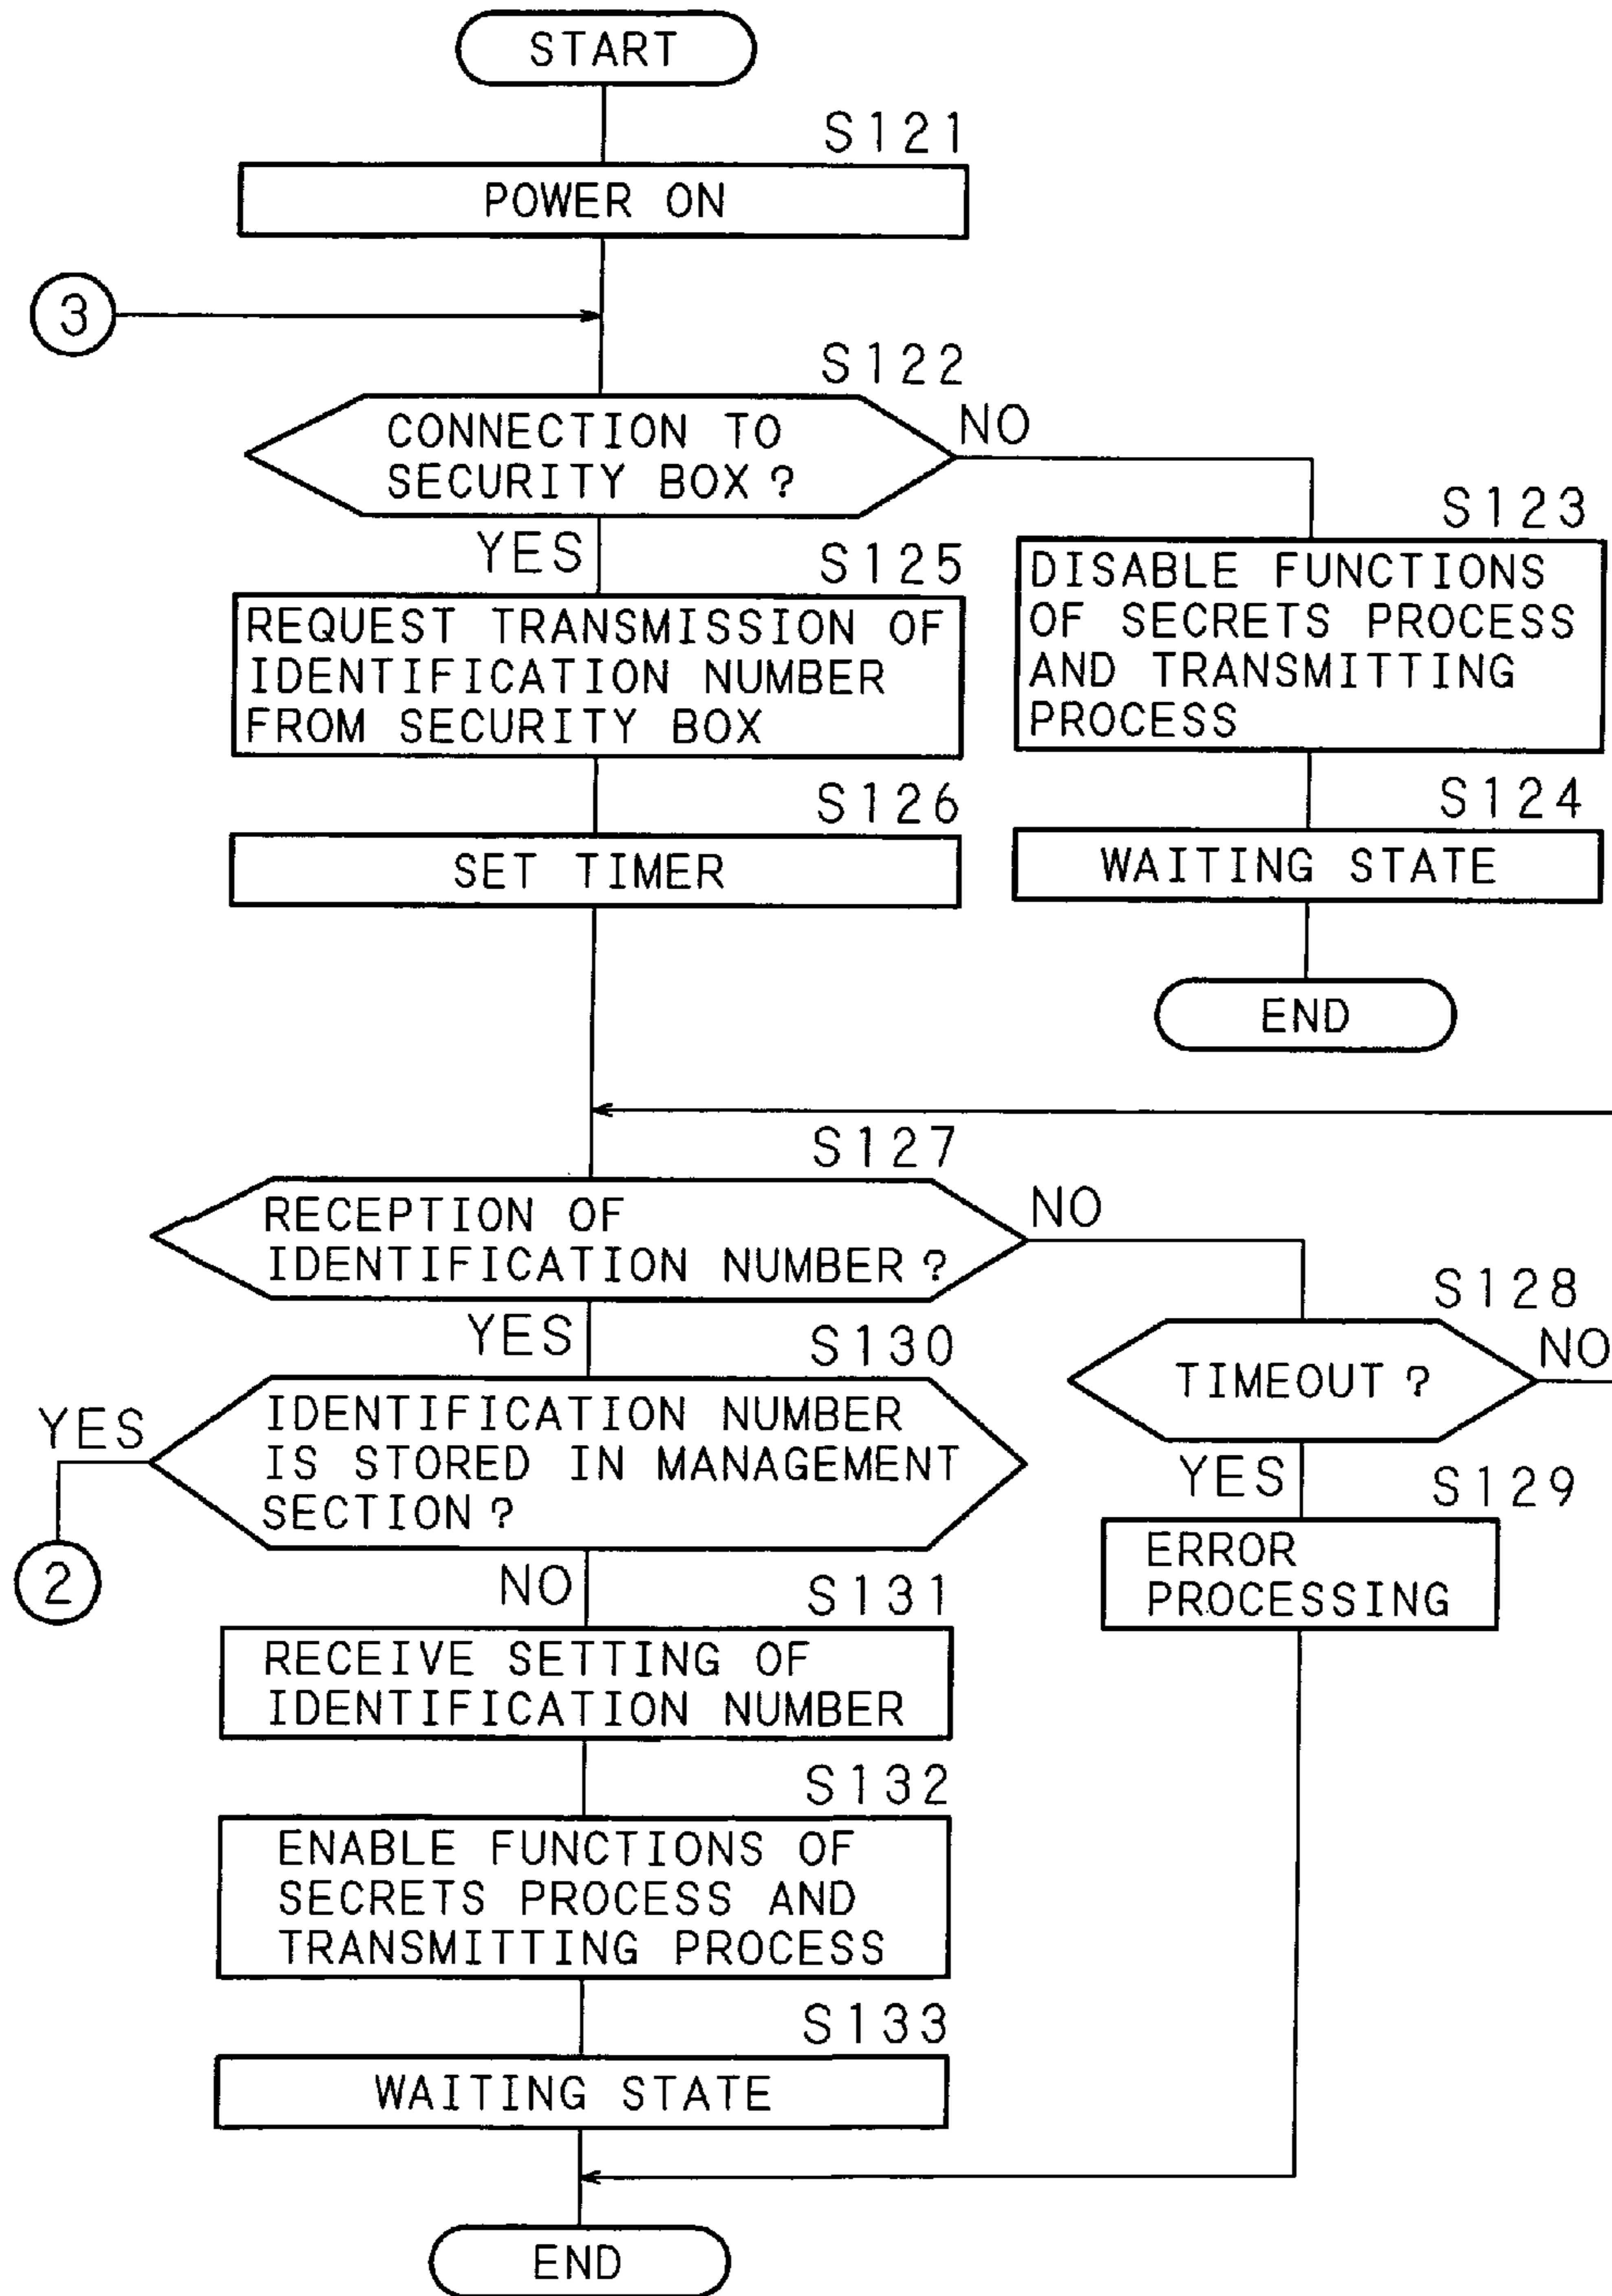 START
S121
POWER ON
3
S122
CONNECTION TO
SECURITY BOX?
NO
YES
S123
DISABLE FUNCTIONS
OF SECRETS PROCESS
AND TRANSMITTING
PROCESS
S125
REQUEST TRANSMISSION OF
IDENTIFICATION NUMBER
FROM SECURITY BOX
S124
WAITING STATE
END
S126
SET TIMER
S127
RECEPTION OF
IDENTIFICATION NUMBER?
NO
YES
S128
TIMEOUT?
NO
YES
S129
ERROR
PROCESSING
S130
IDENTIFICATION NUMBER
IS STORED IN MANAGEMENT
SECTION?
YES
2
NO
S131
RECEIVE SETTING OF
IDENTIFICATION NUMBER
S132
ENABLE FUNCTIONS OF
SECRETS PROCESS AND
TRANSMITTING PROCESS
S133
WAITING STATE
END